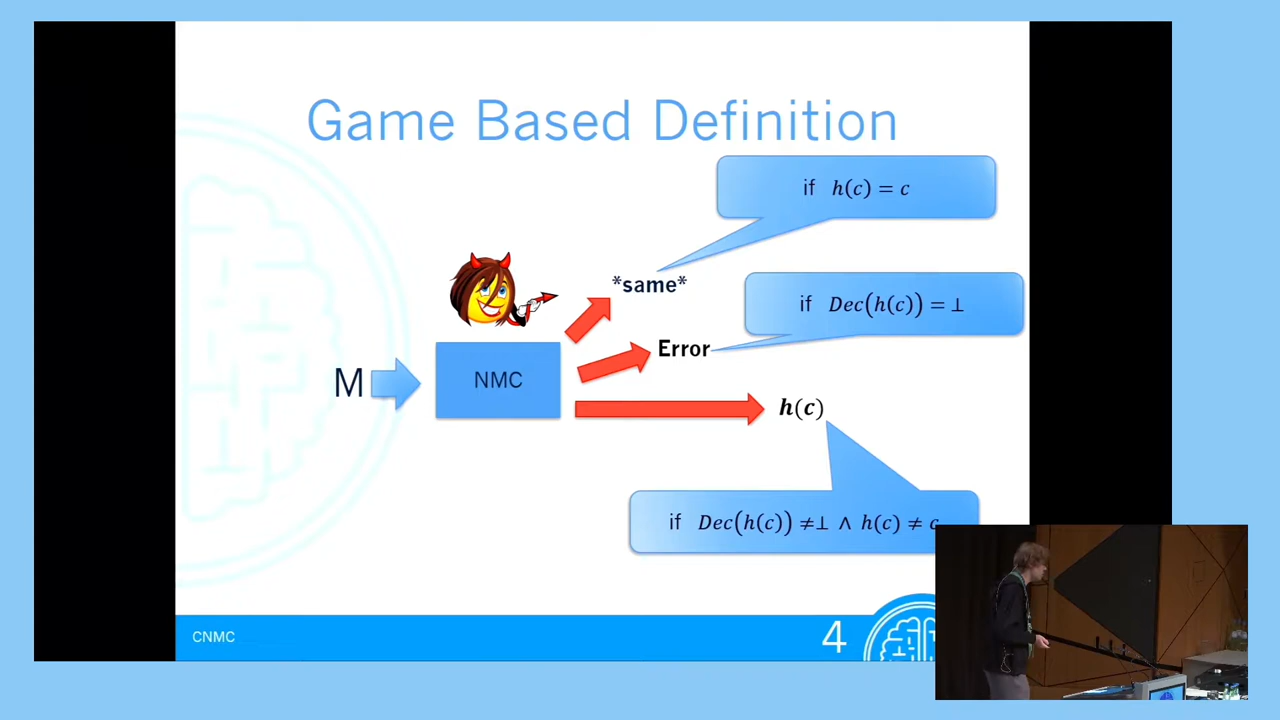 Game Based Definition
if h(c) = c
*same*
if Dec(h(c)) = ⊥
Error
M
NMC
h(c)
if Dec(h(c)) ≠⊥ ∧ h(c) ≠ c
CNMC
4